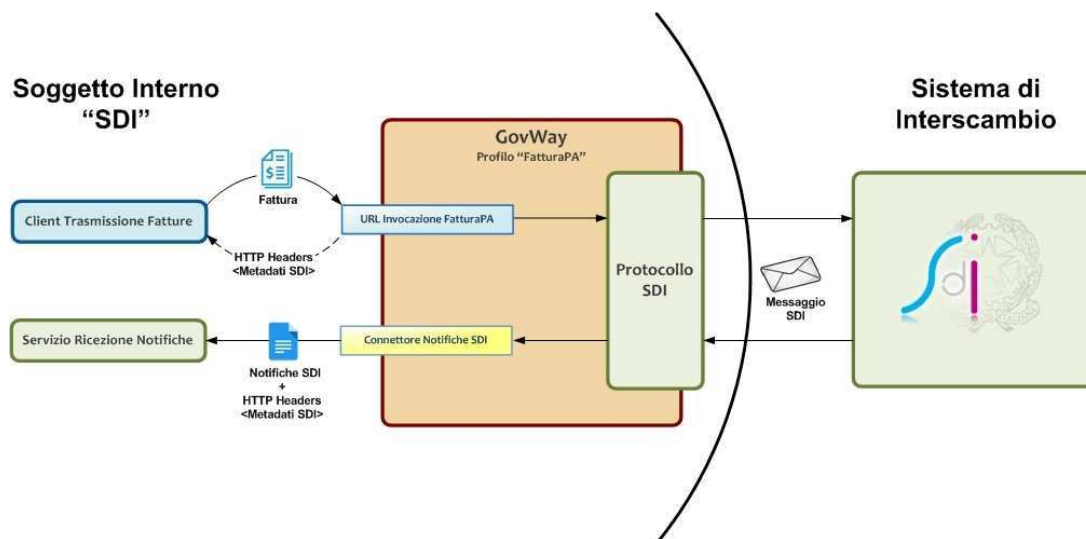 Soggetto Interno
“SDI”
Sistema di
Interscambio
GovWay
Profilo “FatturaPA”
Fattura
Client Trasmissione Fatture
URL Invocazione FatturaPA
HTTP Headers
<Metadati SDI>
Protocollo
SDI
Messaggio
SDI
sdi
Servizio Ricezione Notifiche
Connettore Notifiche SDI
Notifiche SDI
+
HTTP Headers
<Metadati SDI>